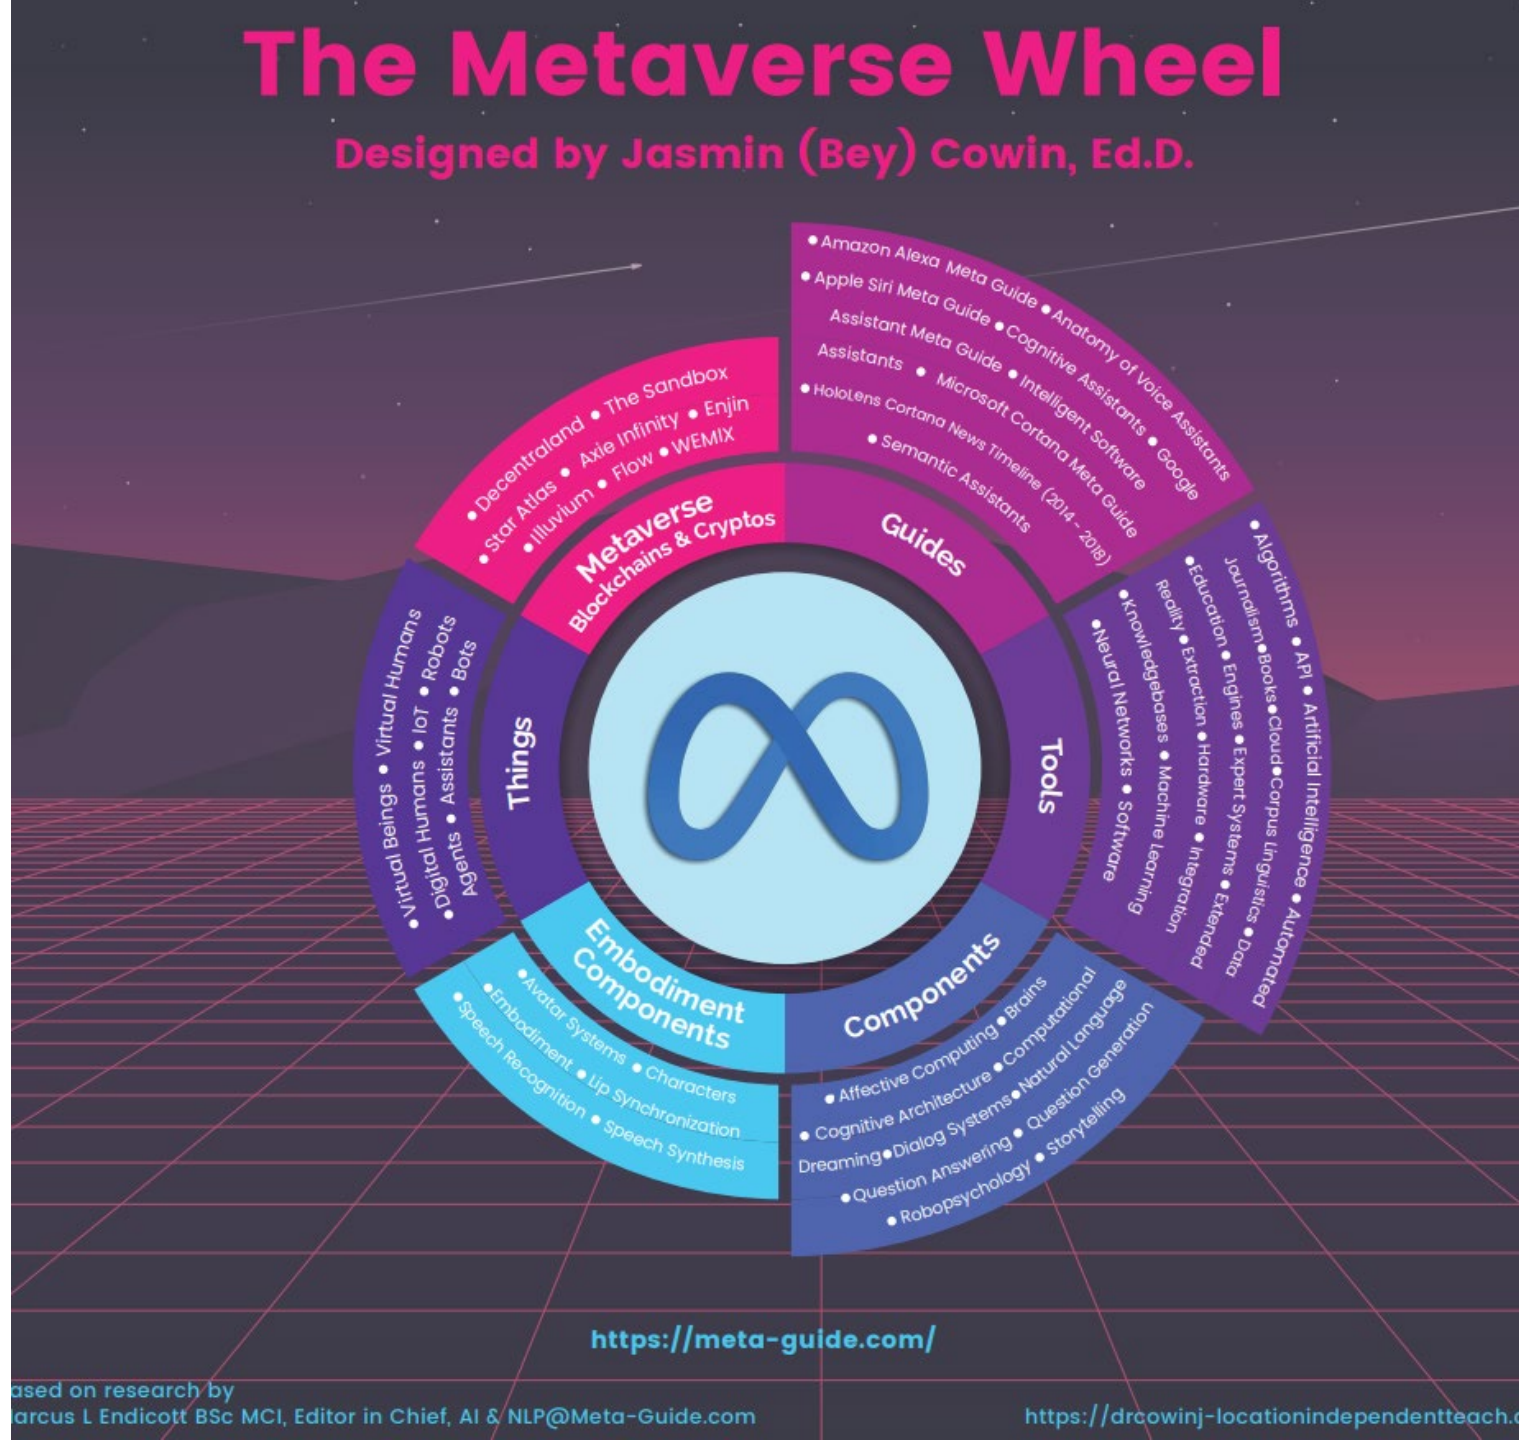 The Metaverse Wheel
Designed by Jasmin (Bey) Cowin, Ed.D.
● Amazon Alexa Meta Guide ● Anatomy of Voice Assistants
● Apple Siri Meta Guide ● Cognitive Assistants ● Google
Assistant Meta Guide ● Intelligent Software
Assistants ● Microsoft Cortana Meta Guide
● HoloLens Cortana News Timeline (2014 - 2018)
● Semantic Assistants
Guides
● Algorithms ● API ● Artificial Intelligence ● Automated
Journalism●Books●Cloud●Corpus Linguistics ● Data
●Education ● Engines ● Expert Systems ● Extended
Reality ● Extraction ● Hardware ● Integration
●Knowledgebases ● Machine Learning
●Neural Networks ● Software
Tools
Components
● Affective Computing ● Brains
● Cognitive Architecture ● Computational
Dreaming●Dialog Systems●Natural Language
●Question Answering ● Question Generation
● Robopsychology ● Storytelling
Embodiment
Components
●Avatar Systems ● Characters
●Embodiment ● Lip Synchronization
●Speech Recognition ● Speech Synthesis
Things
●Virtual Beings ● Virtual Humans
●Digital Humans ● IoT ● Robots
● Agents ● Assistants ● Bots
● Decentraland ● The Sandbox
● Star Atlas ● Axie Infinity ● Enjin
●Illuvium ● Flow ● WEMIX
Metaverse
Blockchains & Cryptos
https://meta-guide.com/
ased on research by
arcus L Endicott BSc MCI, Editor in Chief, AI & NLP@Meta-Guide.com
https://drcowinj-locationindependentteach.